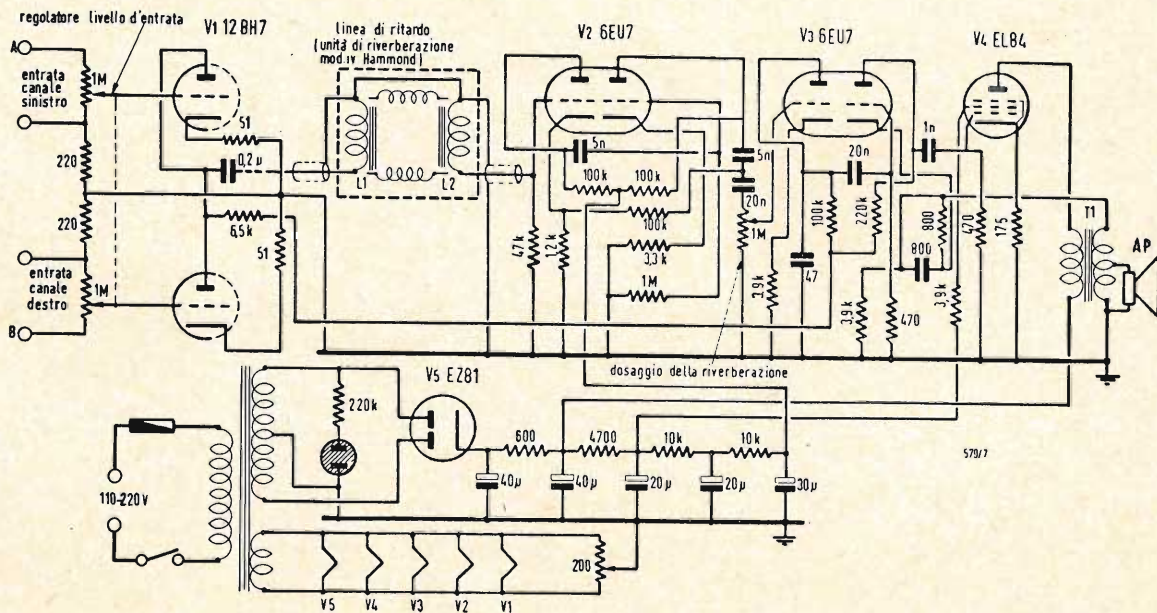 regolatore livello d'entrata
V1 12BH7
linea di ritardo
(unità di riverberazione
mod.iv Hammond)
V2 6EU7
V3 6EU7
V4 EL84
A
1M
entrata
canale
sinistro
51
0,2 µ
220
220
6,5k
51
entrata
canale
destro
1M
B
L1
L2
5n
100k
100k
100k
47k
1,2k
3,3k
1M
5n
20n
1M
3,9k
47
100k
20n
220k
1n
800
800
470
175
3,9k
470
3,9k
T1
AP
dosaggio della riverberazione
V5 EZ81
220k
600
4700
10k
10k
40µ
40µ
20µ
20µ
30µ
579/7
110-220V
200
V5
V4
V3
V2
V1